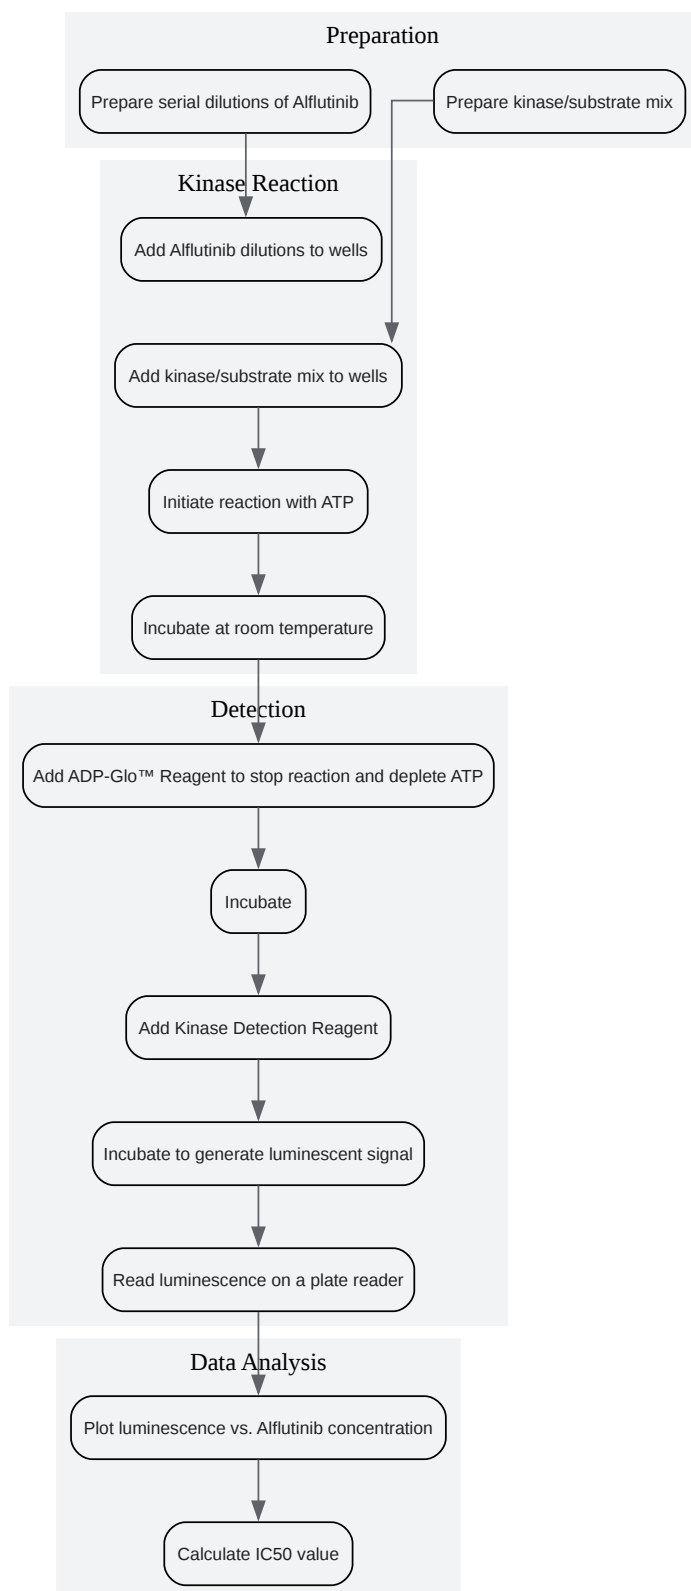 Preparation
Prepare serial dilutions of Alflutinib
Prepare kinase/substrate mix
Kinase Reaction
Add Alflutinib dilutions to wells
Add kinase/substrate mix to wells
Initiate reaction with ATP
Incubate at room temperature
Detection
Add ADP-Glo™ Reagent to stop reaction and deplete ATP
Incubate
Add Kinase Detection Reagent
Incubate to generate luminescent signal
Read luminescence on a plate reader
Data Analysis
Plot luminescence vs. Alflutinib concentration
Calculate IC50 value